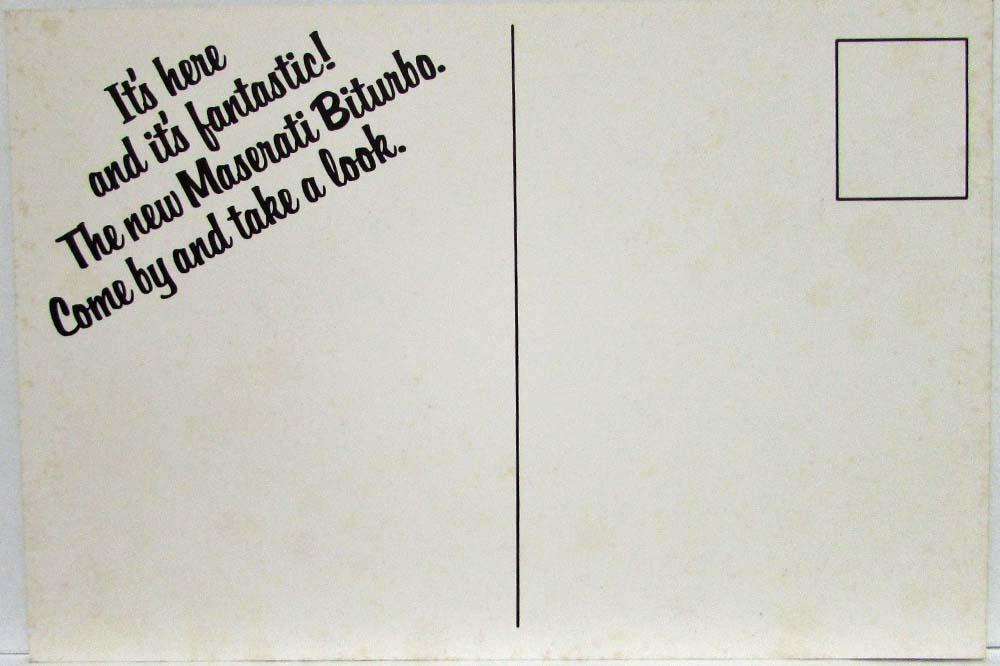 It's here
and it's fantastic!
The new Maserati Biturbo.
Come by and take a look.